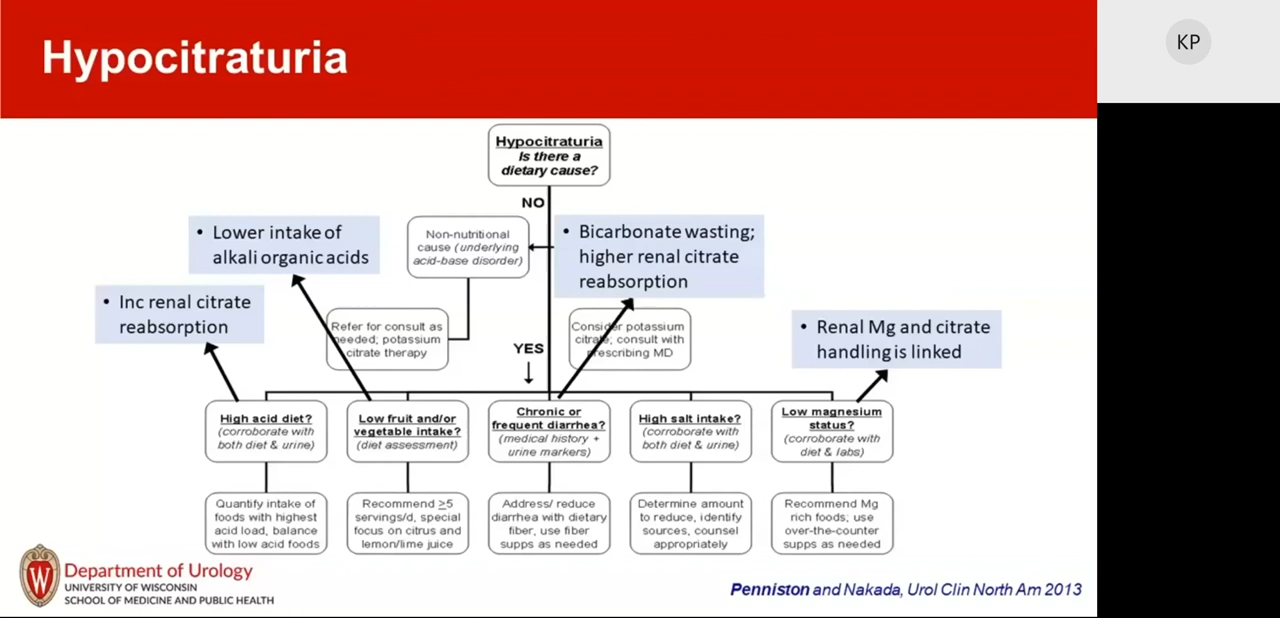 Hypocitraturia
KP
Hypocitraturia
Is there a
dietary cause?
NO
• Lower intake of
alkali organic acids
Non-nutritional
cause (underlying
acid-base disorder)
• Bicarbonate wasting;
higher renal citrate
reabsorption
• Inc renal citrate
reabsorption
Refer for consult as
needed; potassium
citrate therapy
Consider potassium
citrate; consult with
prescribing MD
• Renal Mg and citrate
handling is linked
YES
High acid diet?
(corroborate with
both diet & urine)
Low fruit and/or
vegetable intake?
(diet assessment)
Chronic or
frequent diarrhea?
(medical history +
urine markers)
High salt intake?
(corroborate with
both diet & urine)
Low magnesium
status?
(corroborate with
diet & labs)
Quantify intake of
foods with highest
acid load, balance
with low acid foods
Recommend ≥5
servings/d, special
focus on citrus and
lemon/lime juice
Address/ reduce
diarrhea with dietary
fiber, use fiber
supps as needed
Determine amount
to reduce, identify
sources, counsel
appropriately
Recommend Mg
rich foods; use
over-the-counter
supps as needed
W
Department of Urology
UNIVERSITY OF WISCONSIN
SCHOOL OF MEDICINE AND PUBLIC HEALTH
Penniston and Nakada, Urol Clin North Am 2013